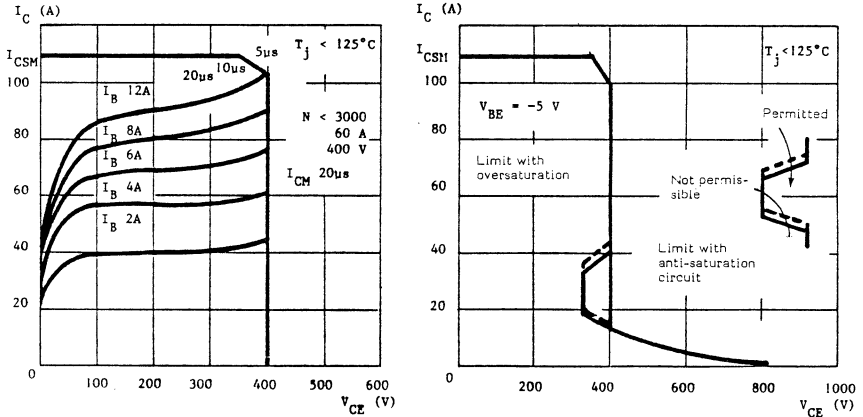 I_C (A)
I_CSM
100
80
60
40
20
0
100
200
300
400
500
600
V_CE (V)
5µs
10µs
20µs
T_j < 125°C
I_B 12A
I_B 8A
I_B 6A
I_B 4A
I_B 2A
N < 3000
60 A
400 V
I_CM 20µs
I_C (A)
I_CSM
100
80
60
40
20
0
0
200
400
600
800
1000
V_CE (V)
T_j <125°C
V_BE = -5 V
Permitted
Limit with
oversaturation
Not permis-
sible
Limit with
anti-saturation
circuit